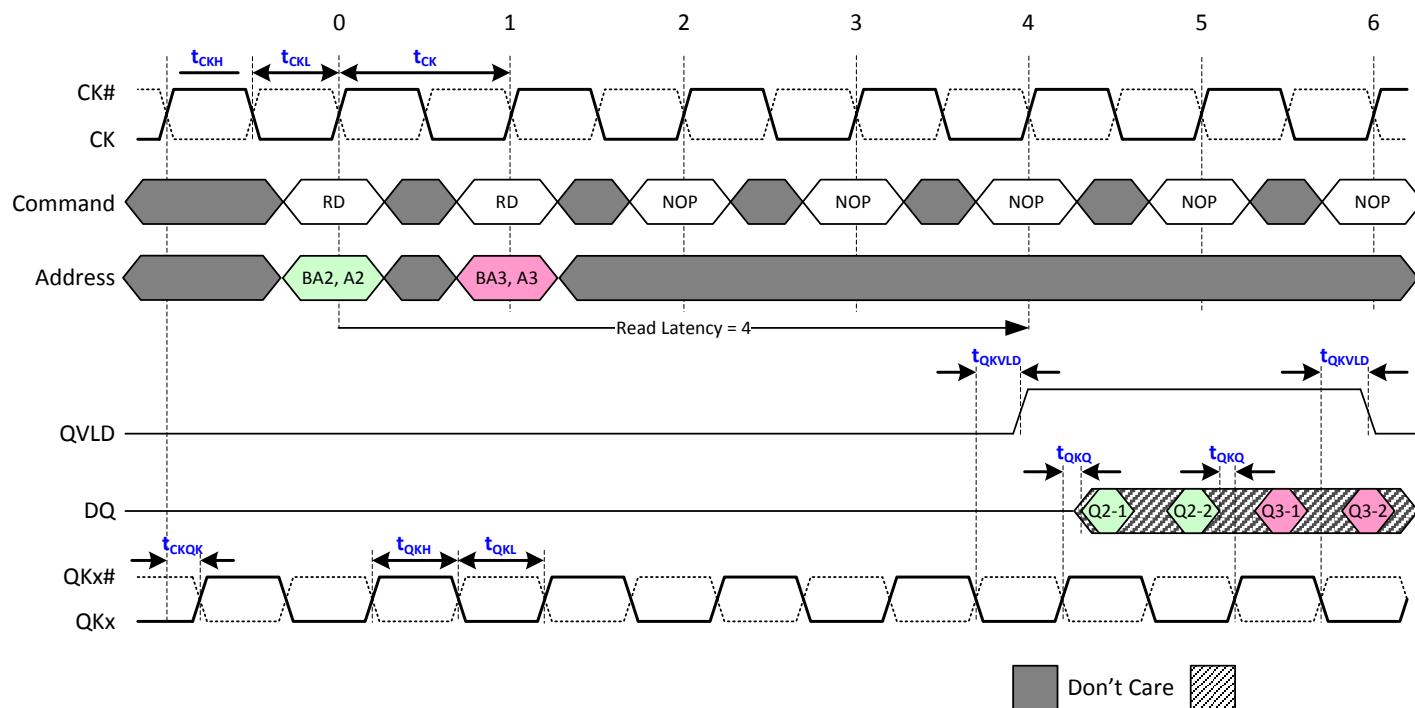 0 1 2 3 4 5 6
tCKH tCKL tCK
CK#
CK
Command RD RD NOP NOP NOP NOP NOP
Address BA2, A2 BA3, A3
Read Latency = 4
tQKVLD tQKVLD
QVLD
tQKQ tQKQ
DQ Q2-1 Q2-2 Q3-1 Q3-2
tCKQK tQKH tQKL
QKx#
QKx
Don't Care